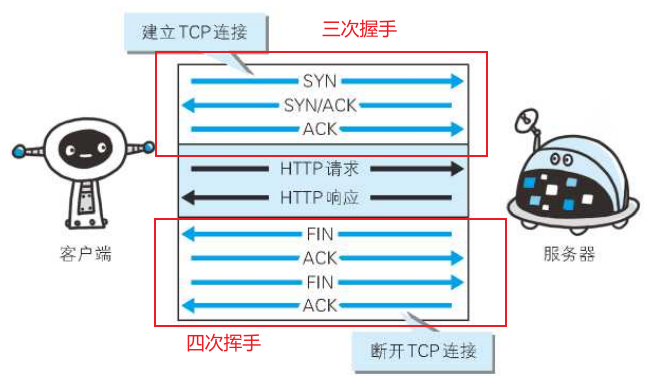 建立TCP连接
三次握手
SYN
SYN/ACK
ACK
HTTP请求
HTTP响应
客户端
服务器
FIN
ACK
FIN
ACK
四次挥手
断开TCP连接